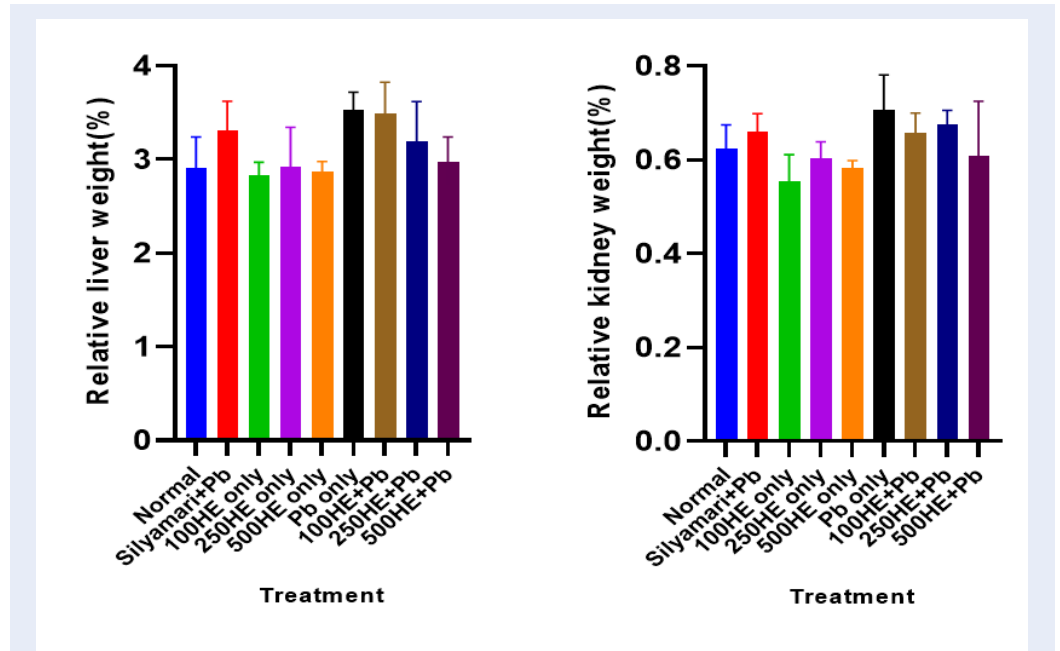 Relative liver weight(%)
4
3
2
1
0
Normal
Silyamari+Pb
100HE only
250HE only
500HE only
Pb only
100HE+Pb
250HE+Pb
500HE+Pb
Treatment
Relative kidney weight(%)
0.8
0.6
0.4
0.2
0.0
Normal
Silyamari+Pb
100HE only
250HE only
500HE only
Pb only
100HE+Pb
250HE+Pb
500HE+Pb
Treatment